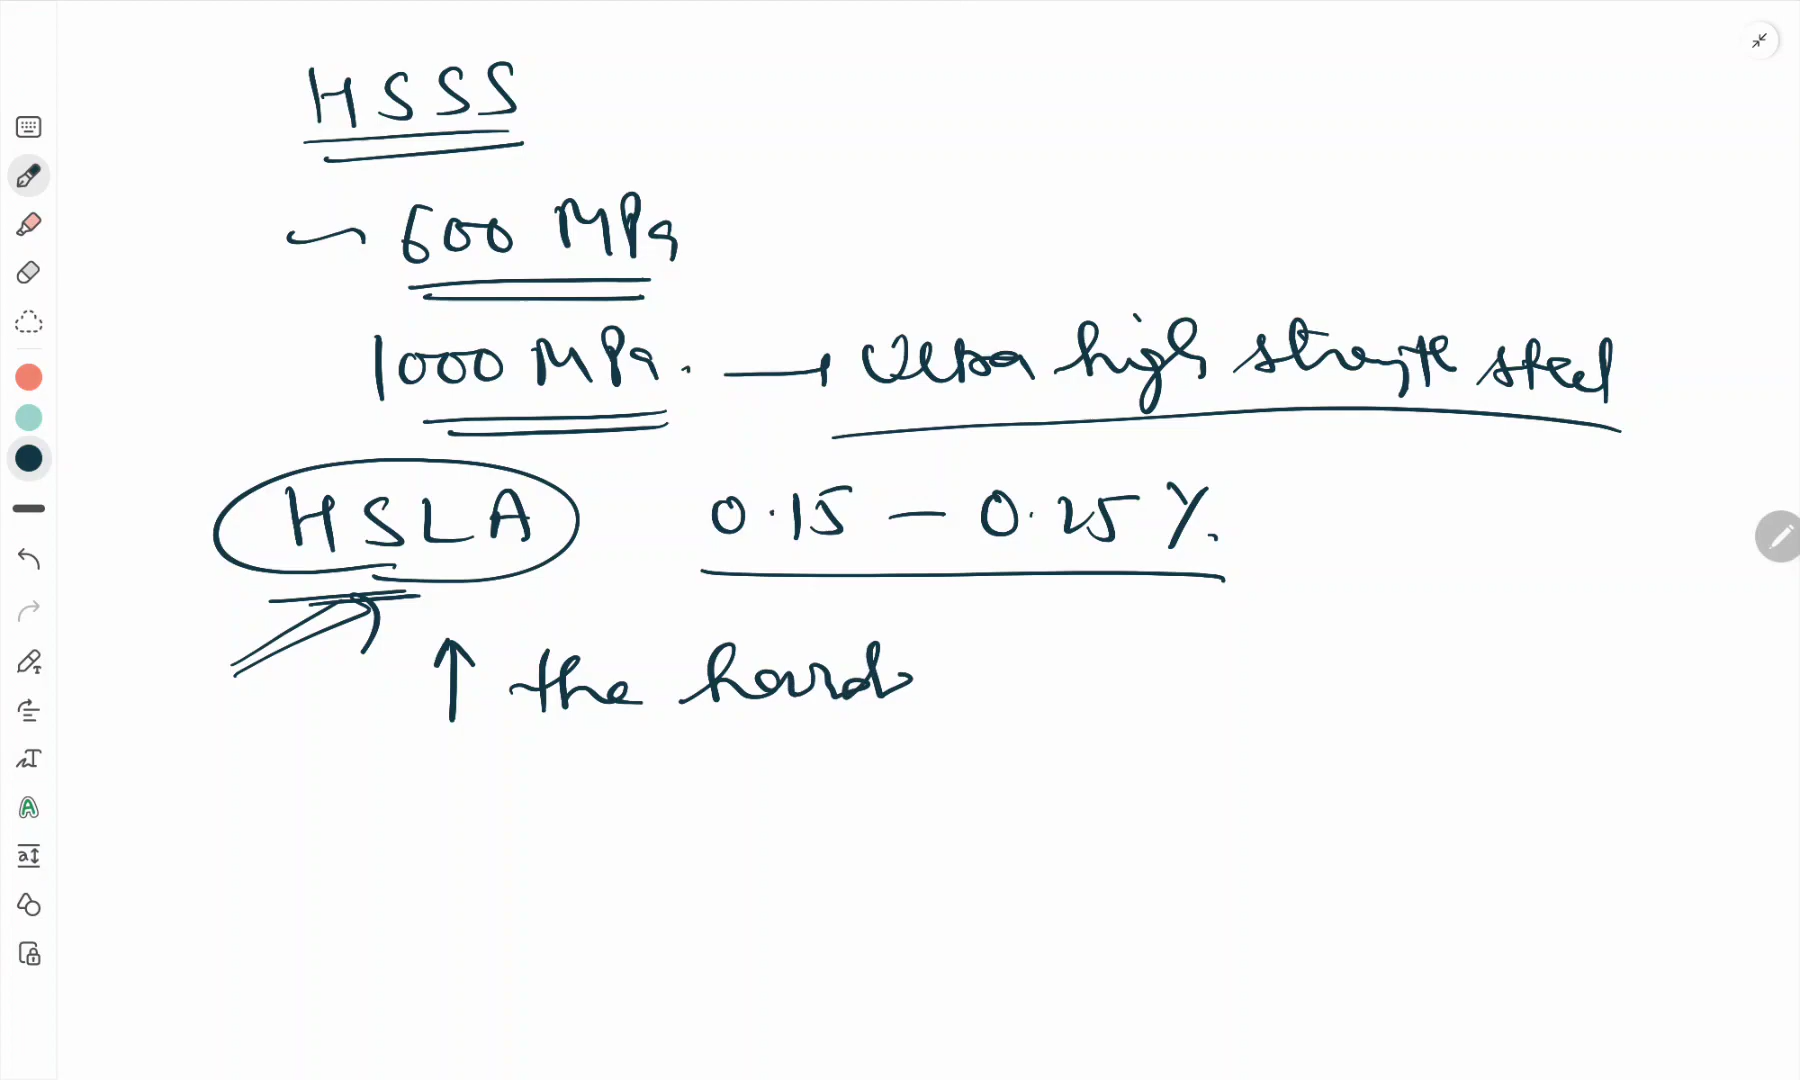 HSSS
~ 600 MPa
1000 MPa. → Ultra high strength steel
HSLA 0.15 – 0.25 %.
↑ the hard